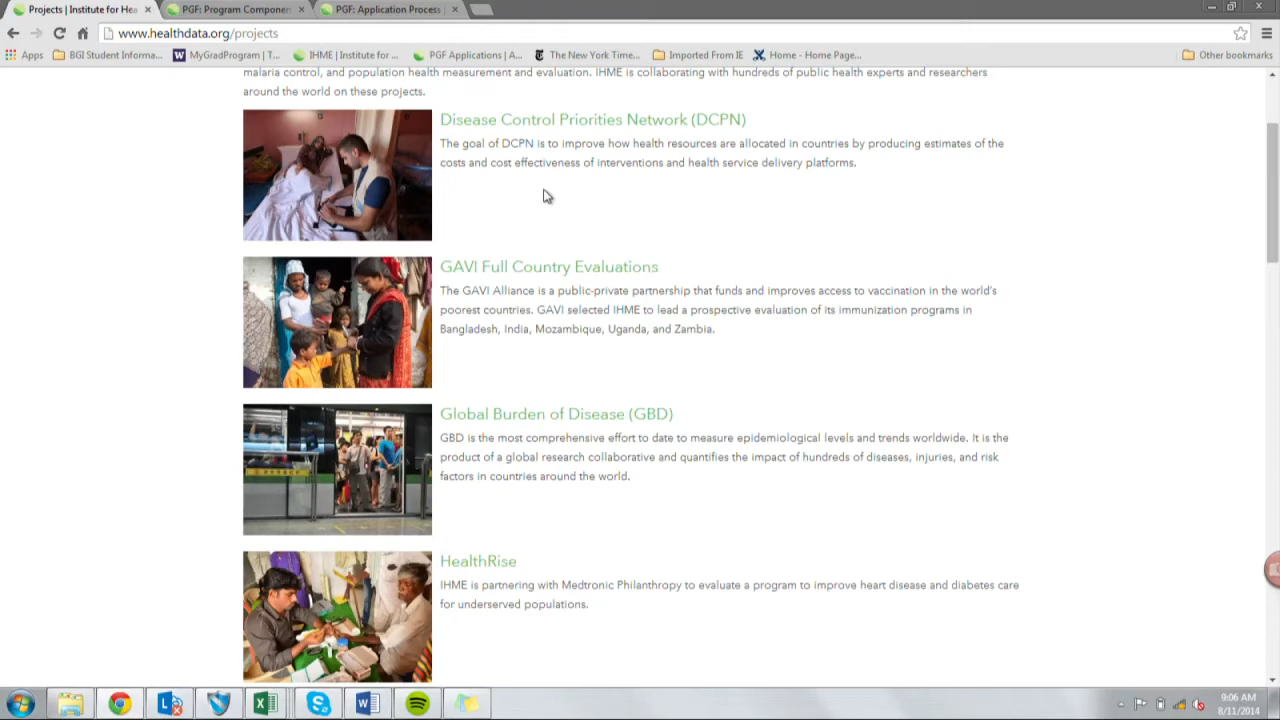 Projects | Institute for Hea
PGF: Program Componen
PGF: Application Process
www.healthdata.org/projects
Apps
BGI Student Informa...
MyGradProgram | T...
IHME | Institute for ...
PGF Applications | A...
The New York Time...
Imported From IE
Home - Home Page...
Other bookmarks
malaria control, and population health measurement and evaluation. IHME is collaborating with hundreds of public health experts and researchers
around the world on these projects.
Disease Control Priorities Network (DCPN)
The goal of DCPN is to improve how health resources are allocated in countries by producing estimates of the
costs and cost effectiveness of interventions and health service delivery platforms.
GAVI Full Country Evaluations
The GAVI Alliance is a public-private partnership that funds and improves access to vaccination in the world's
poorest countries. GAVI selected IHME to lead a prospective evaluation of its immunization programs in
Bangladesh, India, Mozambique, Uganda, and Zambia.
Global Burden of Disease (GBD)
GBD is the most comprehensive effort to date to measure epidemiological levels and trends worldwide. It is the
product of a global research collaborative and quantifies the impact of hundreds of diseases, injuries, and risk
factors in countries around the world.
HealthRise
IHME is partnering with Medtronic Philanthropy to evaluate a program to improve heart disease and diabetes care
for underserved populations.
9:06 AM
8/11/2014